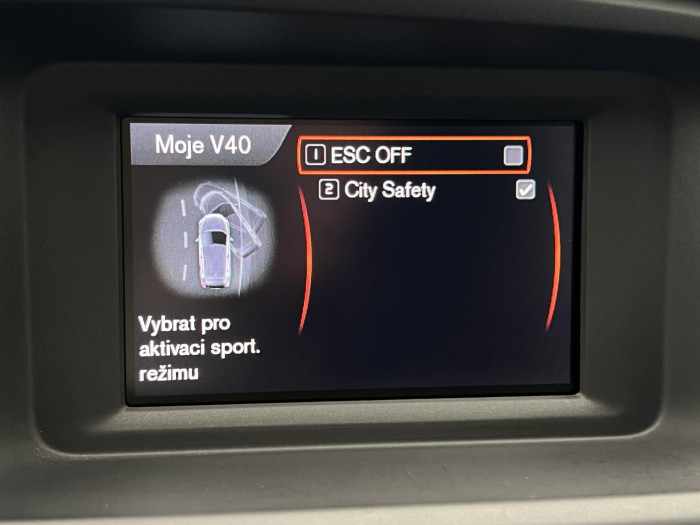 Moje V40
1 ESC OFF
2 City Safety
Vybrat pro
aktivaci sport.
režimu